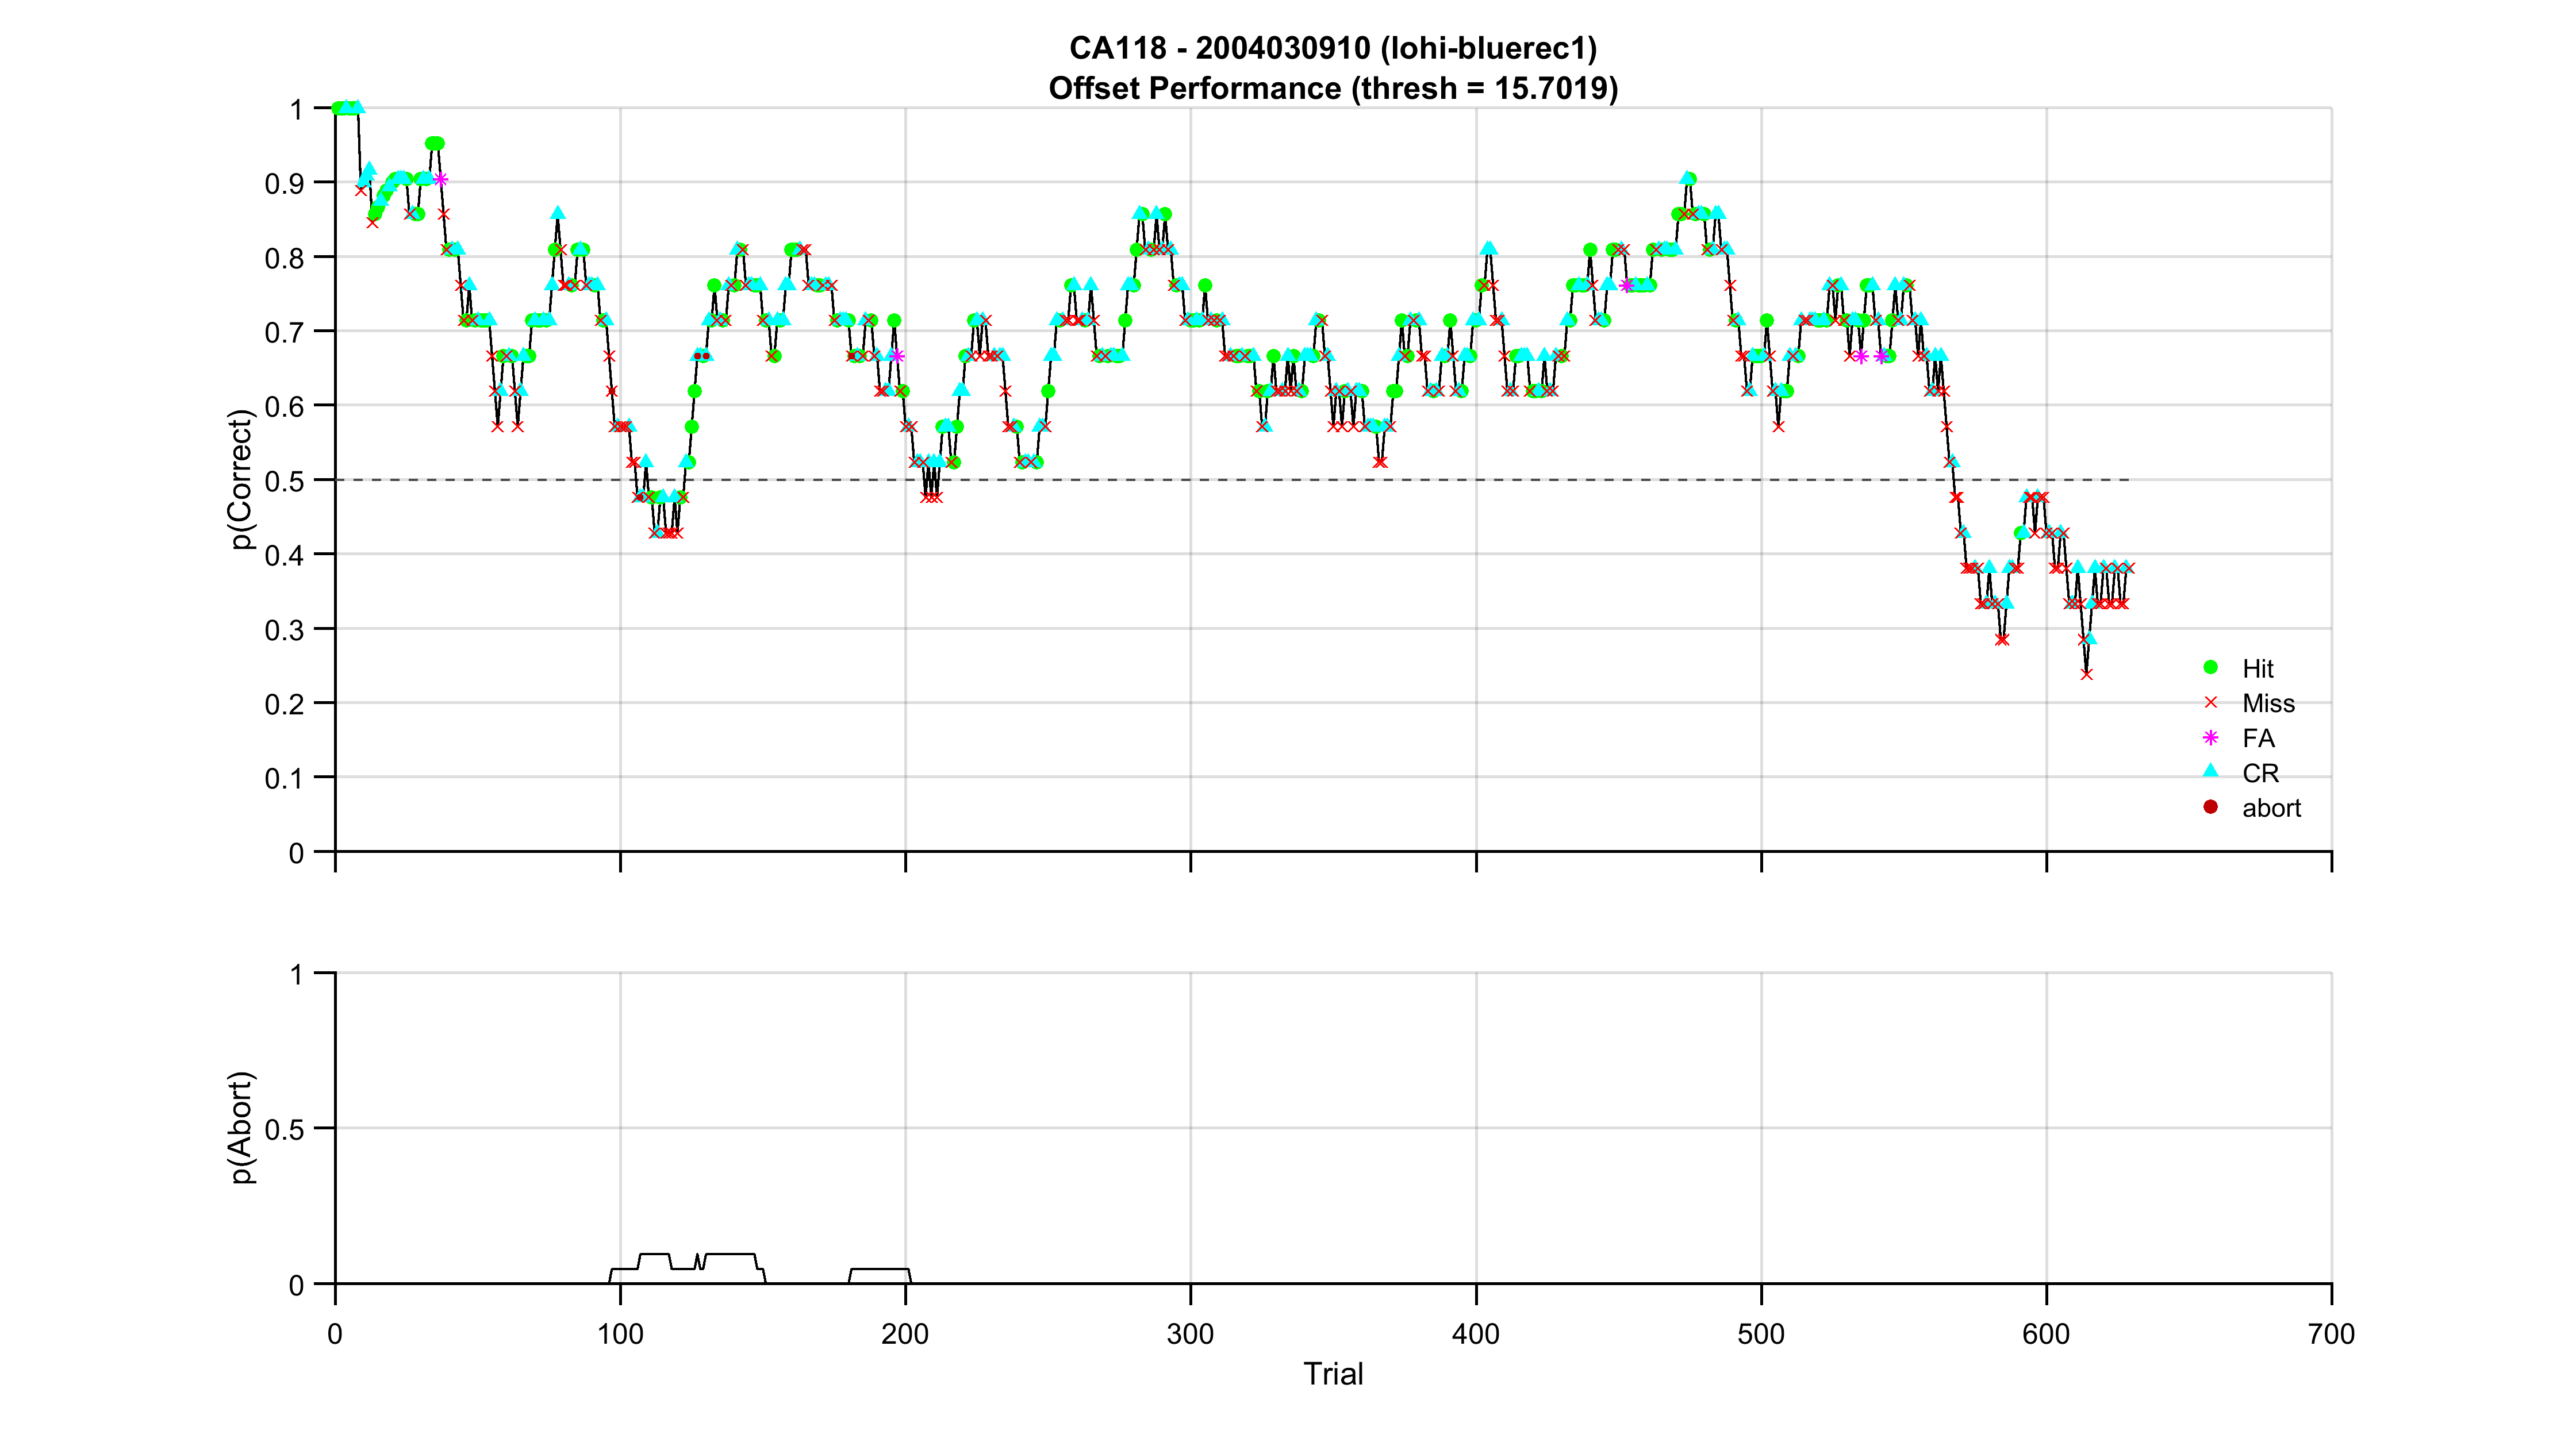 CA118 - 2004030910 (lohi-bluerec1)
Offset Performance (thresh = 15.7019)
p(Correct)
1
0.9
0.8
0.7
0.6
0.5
0.4
0.3
0.2
0.1
0
Hit
Miss
FA
CR
abort
p(Abort)
1
0.5
0
0 100 200 300 400 500 600 700
Trial